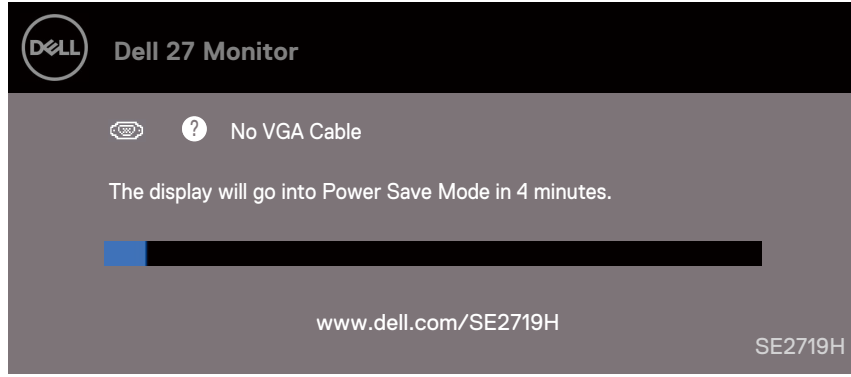 DELL
Dell 27 Monitor
? No VGA Cable
The display will go into Power Save Mode in 4 minutes.
www.dell.com/SE2719H
SE2719H